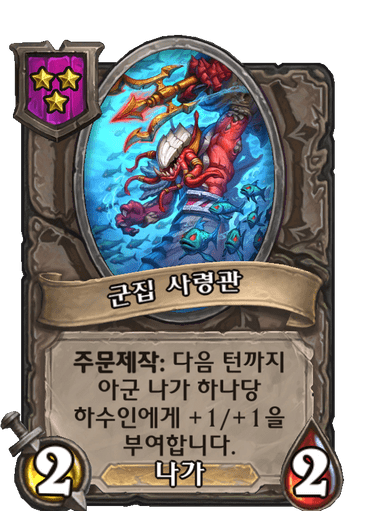 군집 사령관
주문제작: 다음 턴까지
아군 나가 하나당
하수인에게 +1/+1을
부여합니다.
나가
2
2